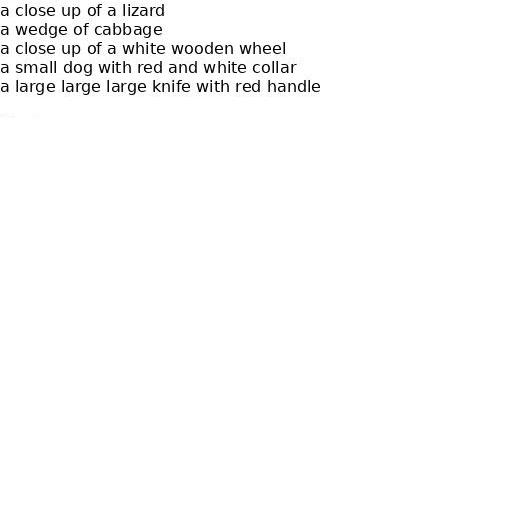 a close up of a lizard
a wedge of cabbage
a close up of a white wooden wheel
a small dog with red and white collar
a large large large knife with red handle